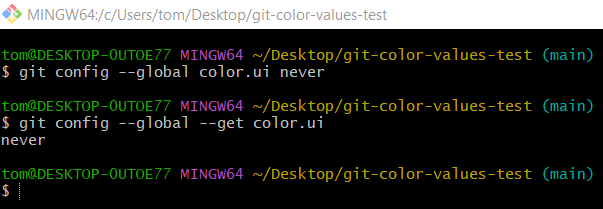 MINGW64:/c/Users/tom/Desktop/git-color-values-test
tom@DESKTOP-OUTOE77 MINGW64 ~/Desktop/git-color-values-test (main)
$ git config --global color.ui never
tom@DESKTOP-OUTOE77 MINGW64 ~/Desktop/git-color-values-test (main)
$ git config --global --get color.ui
never
tom@DESKTOP-OUTOE77 MINGW64 ~/Desktop/git-color-values-test (main)
$